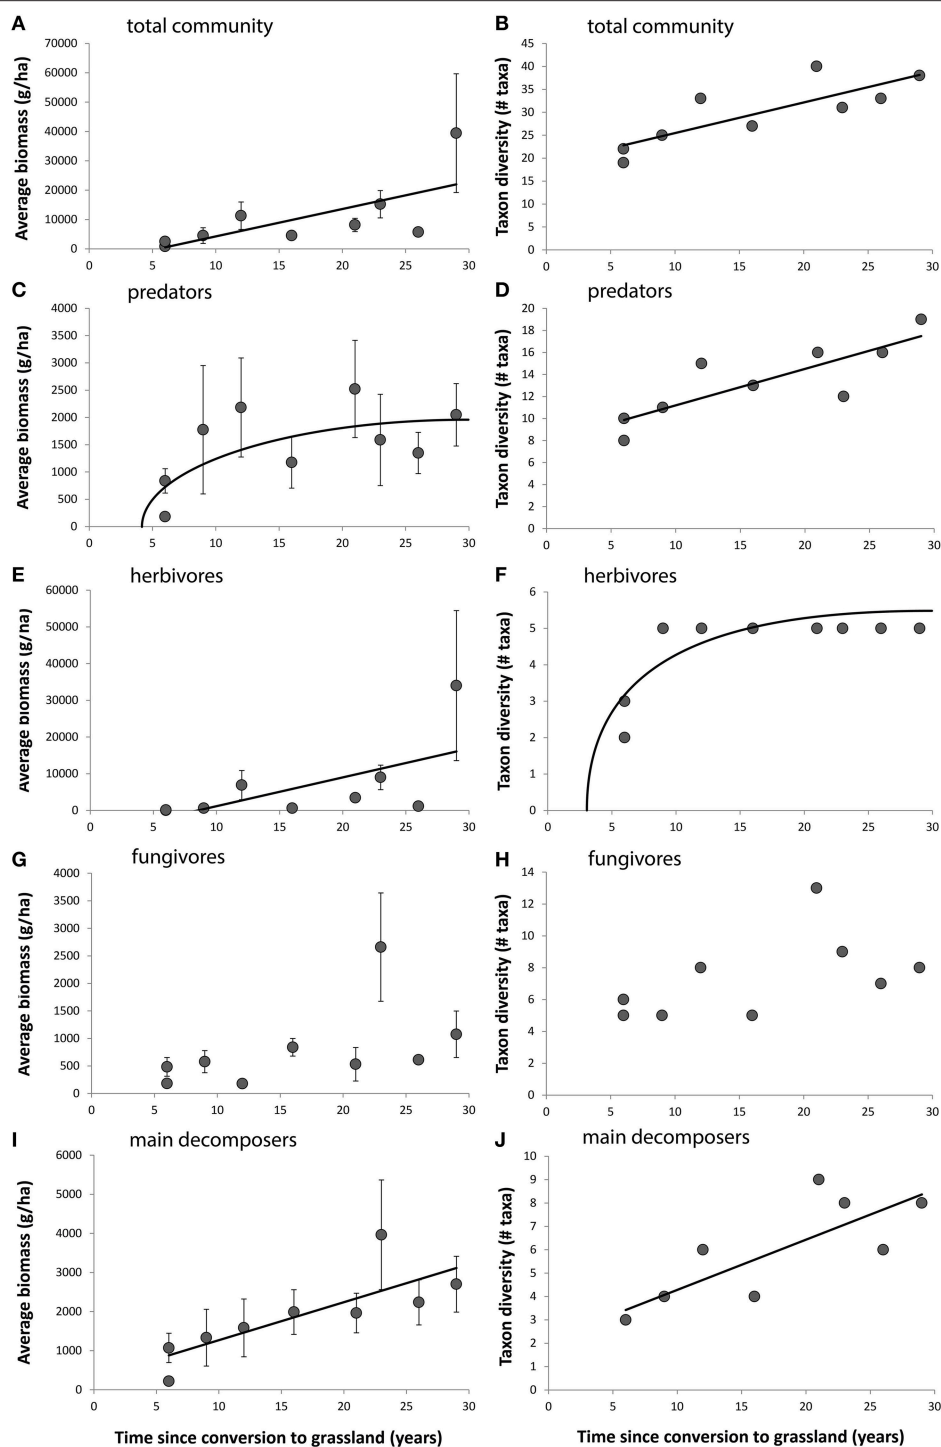 A total community
Average biomass (g/ha)
70000
60000
50000
40000
30000
20000
10000
0
0 5 10 15 20 25 30
B total community
Taxon diversity (# taxa)
45
40
35
30
25
20
15
10
5
0
0 5 10 15 20 25 30
C predators
Average biomass (g/ha)
4000
3500
3000
2500
2000
1500
1000
500
0
0 5 10 15 20 25 30
D predators
Taxon diversity (# taxa)
20
18
16
14
12
10
8
6
4
2
0
0 5 10 15 20 25 30
E herbivores
Average biomass (g/ha)
60000
50000
40000
30000
20000
10000
0
0 5 10 15 20 25 30
F herbivores
Taxon diversity (# taxa)
6
5
4
3
2
1
0
0 5 10 15 20 25 30
G fungivores
Average biomass (g/ha)
4000
3500
3000
2500
2000
1500
1000
500
0
0 5 10 15 20 25 30
H fungivores
Taxon diversity (# taxa)
14
12
10
8
6
4
2
0
0 5 10 15 20 25 30
I main decomposers
Average biomass (g/ha)
6000
5000
4000
3000
2000
1000
0
0 5 10 15 20 25 30
Time since conversion to grassland (years)
J main decomposers
Taxon diversity (# taxa)
10
9
8
7
6
5
4
3
2
1
0
0 5 10 15 20 25 30
Time since conversion to grassland (years)